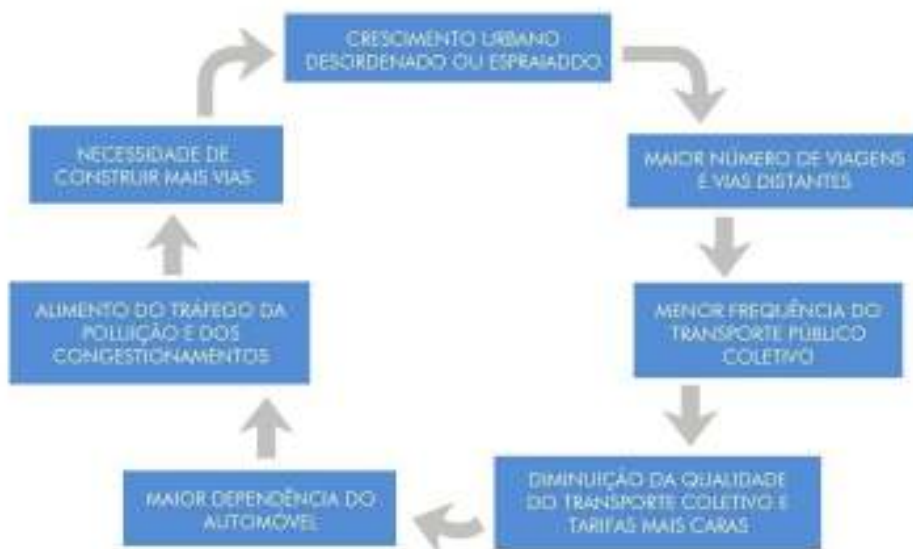 CRESCIMENTO URBANO
DESORDENADO OU ESPRAIADDO
MAIOR NÚMERO DE VIAGENS
E VIAS DISTANTES
MENOR FREQUÊNCIA DO
TRANSPORTE PÚBLICO
COLETIVO
DIMINUIÇÃO DA QUALIDADE
DO TRANSPORTE COLETIVO E
TARIFAS MAIS CARAS
MAIOR DEPENDÊNCIA DO
AUTOMÓVEL
ALIMENTO DO TRÁFEGO DA
POLUIÇÃO E DOS
CONGESTIONAMENTOS
NECESSIDADE DE
CONSTRUIR MAIS VIAS